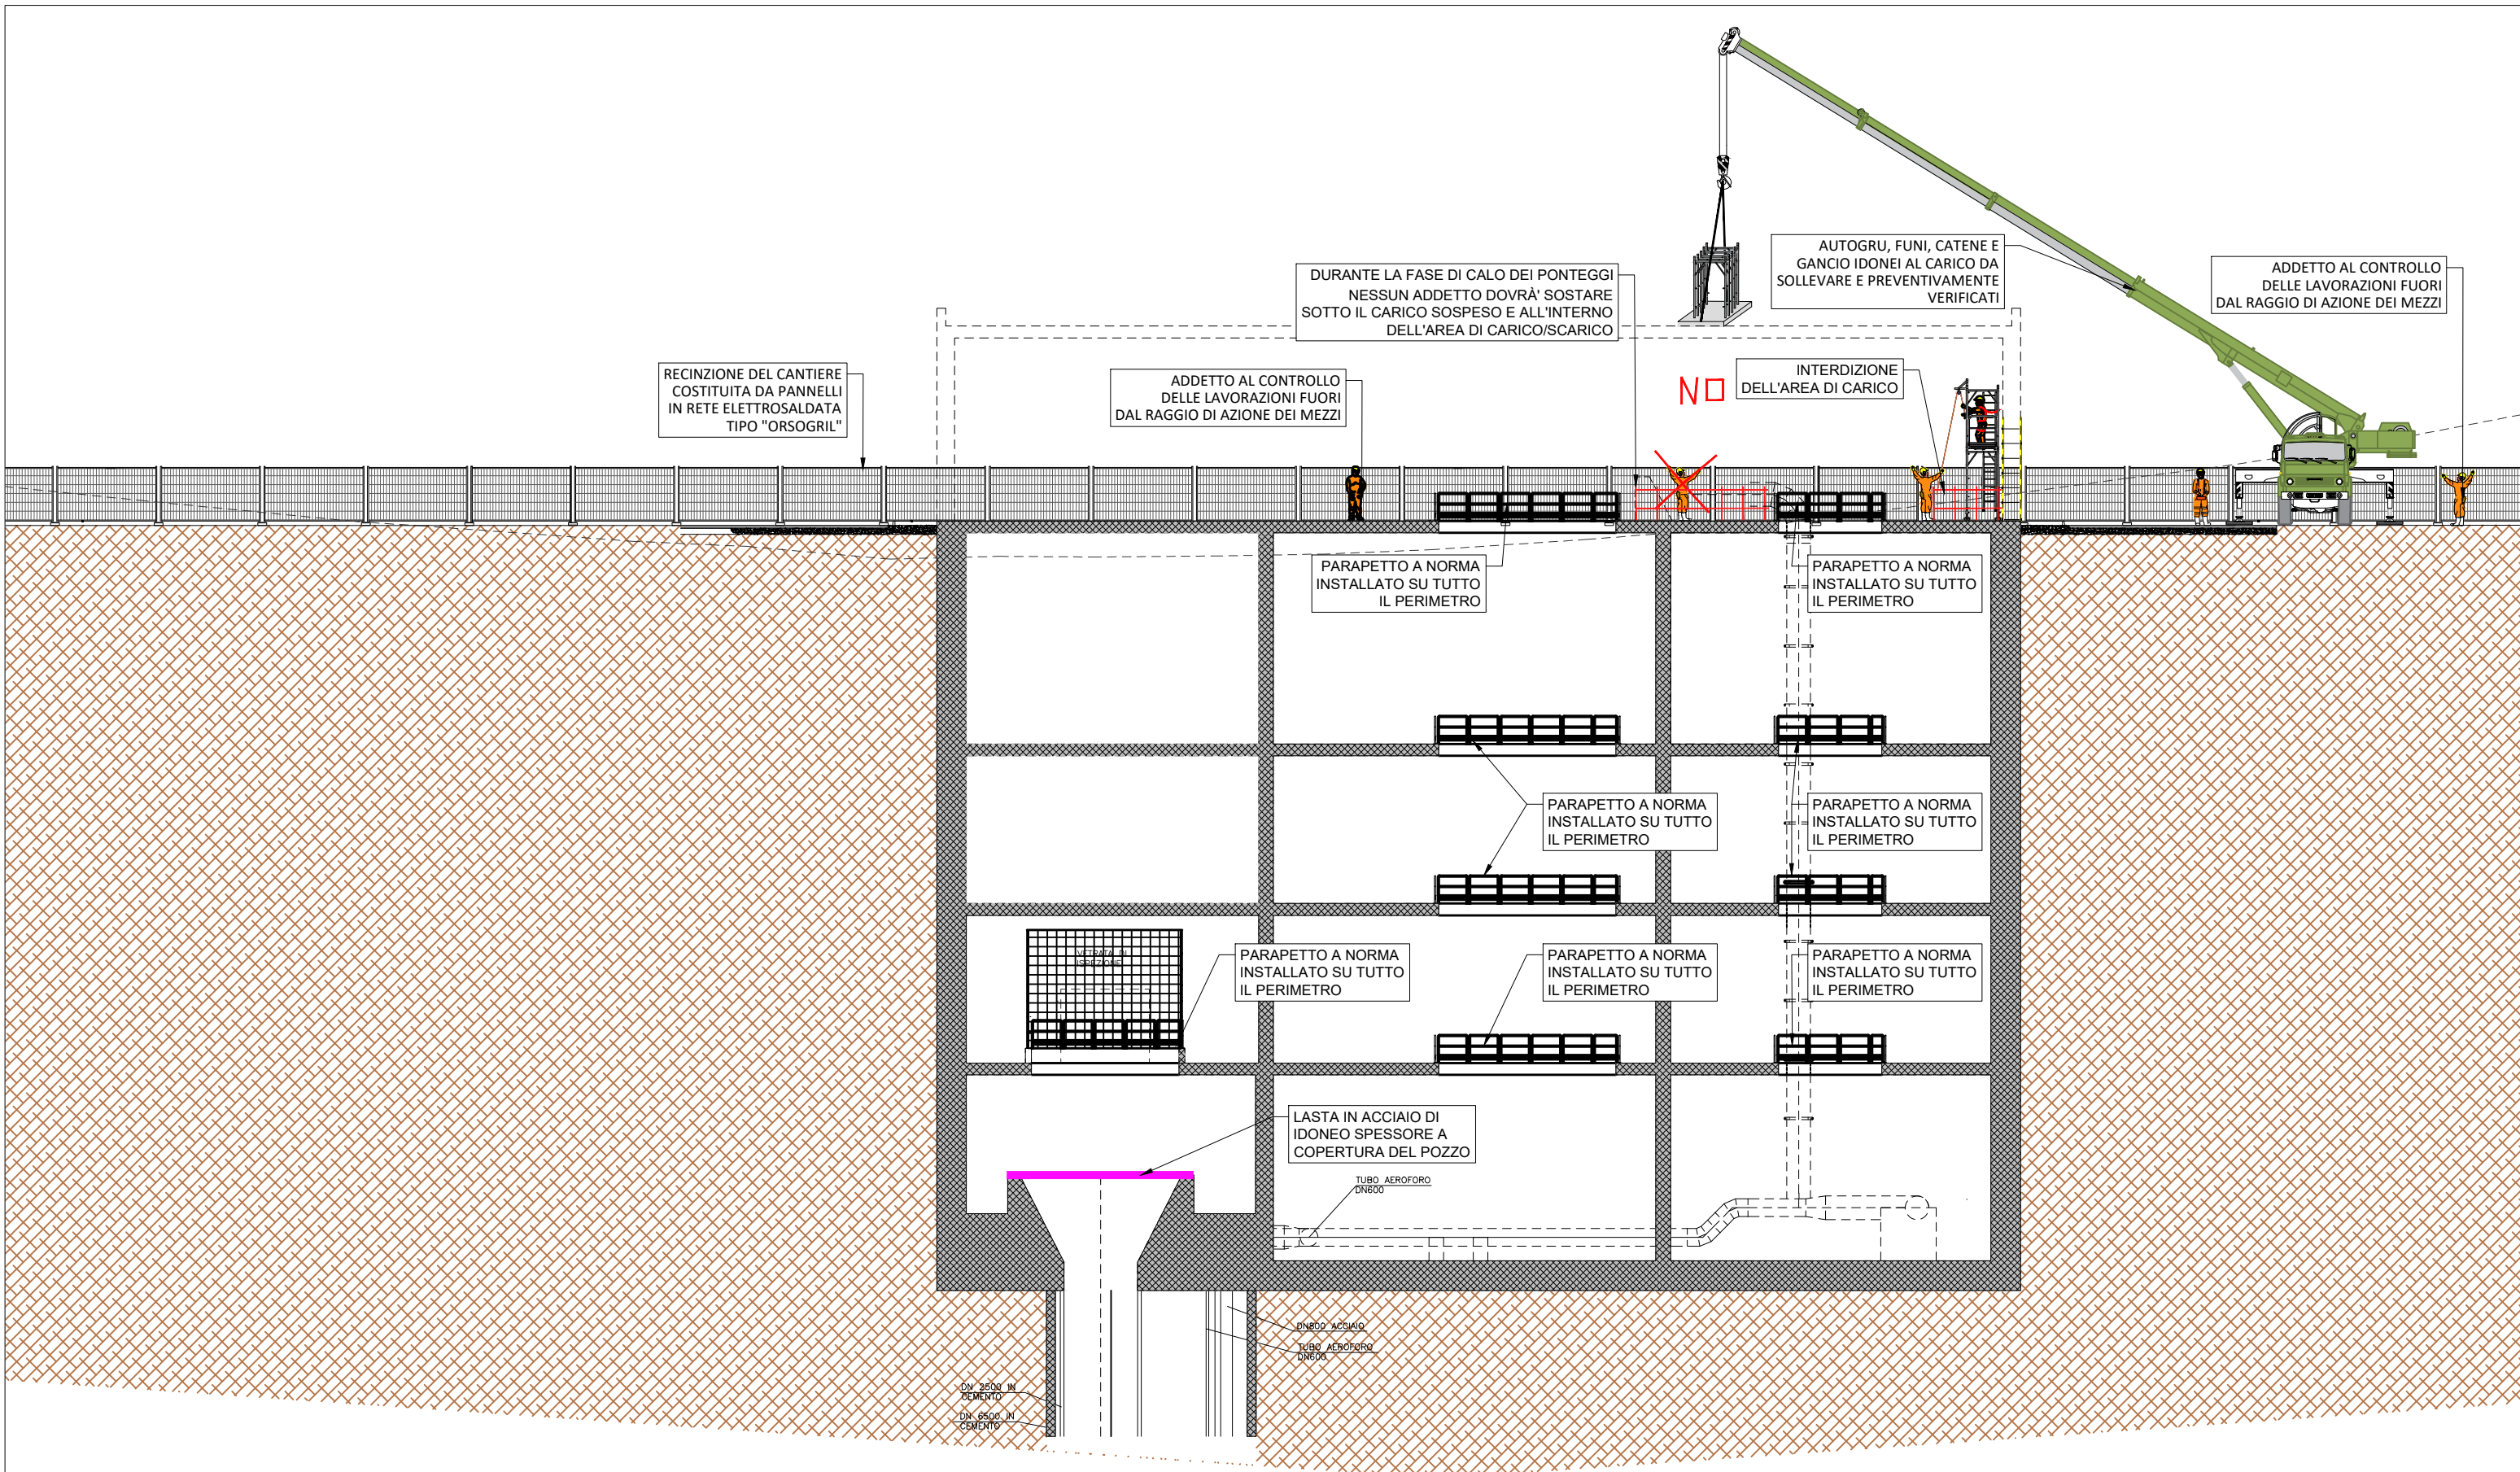 DURANTE LA FASE DI CALO DEI PONTEGGI
NESSUN ADDETTO DOVRÀ' SOSTARE
SOTTO IL CARICO SOSPESO E ALL'INTERNO
DELL'AREA DI CARICO/SCARICO
AUTOGRU, FUNI, CATENE E
GANCIO IDONEI AL CARICO DA
SOLLEVARE E PREVENTIVAMENTE
VERIFICATI
ADDETTO AL CONTROLLO
DELLE LAVORAZIONI FUORI
DAL RAGGIO DI AZIONE DEI MEZZI
RECINZIONE DEL CANTIERE
COSTITUITA DA PANNELLI
IN RETE ELETTROSALDATA
TIPO "ORSOGRIL"
ADDETTO AL CONTROLLO
DELLE LAVORAZIONI FUORI
DAL RAGGIO DI AZIONE DEI MEZZI
NO
INTERDIZIONE
DELL'AREA DI CARICO
PARAPETTO A NORMA
INSTALLATO SU TUTTO
IL PERIMETRO
PARAPETTO A NORMA
INSTALLATO SU TUTTO
IL PERIMETRO
PARAPETTO A NORMA
INSTALLATO SU TUTTO
IL PERIMETRO
PARAPETTO A NORMA
INSTALLATO SU TUTTO
IL PERIMETRO
VETRATA DI
ISPEZIONE
PARAPETTO A NORMA
INSTALLATO SU TUTTO
IL PERIMETRO
PARAPETTO A NORMA
INSTALLATO SU TUTTO
IL PERIMETRO
PARAPETTO A NORMA
INSTALLATO SU TUTTO
IL PERIMETRO
LASTA IN ACCIAIO DI
IDONEO SPESSORE A
COPERTURA DEL POZZO
TUBO AEROFORO
DN600
DN800 ACCIAIO
TUBO AEROFORO
DN600
DN 2500 IN
CEMENTO
DN 6500 IN
CEMENTO